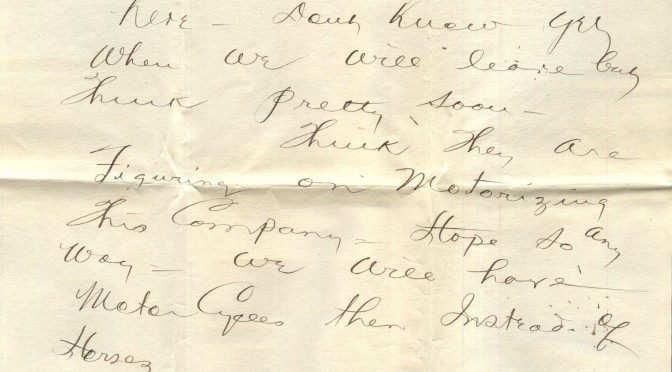 here – Dont Know yet
When we will leave but
Think pretty soon –
Think They are
Figuring on Motorizing
This Company – Hope so any
way – we will have
Motor Cycles then Instead of
Horses